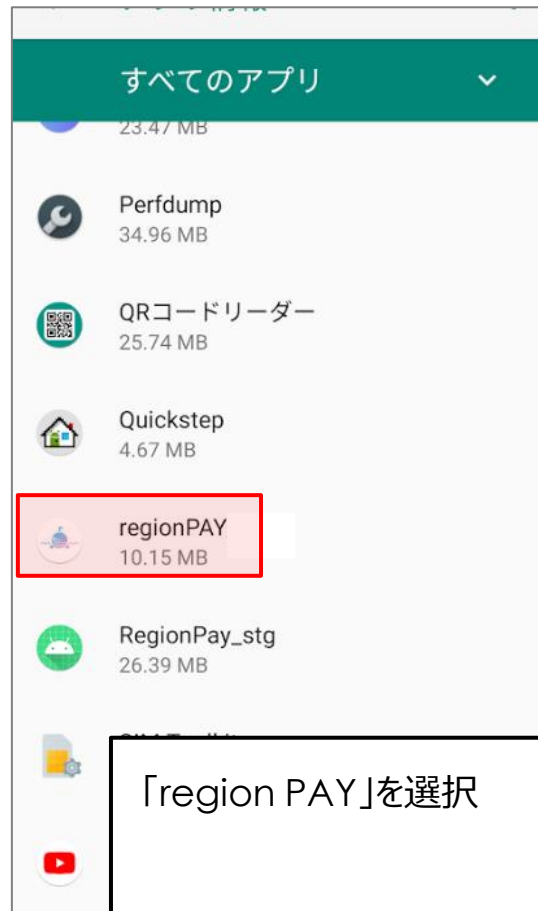 すべてのアプリ
23.47 MB
Perfdump
34.96 MB
QRコードリーダー
25.74 MB
Quickstep
4.67 MB
regionPAY
10.15 MB
RegionPay_stg
26.39 MB
「region PAY」を選択